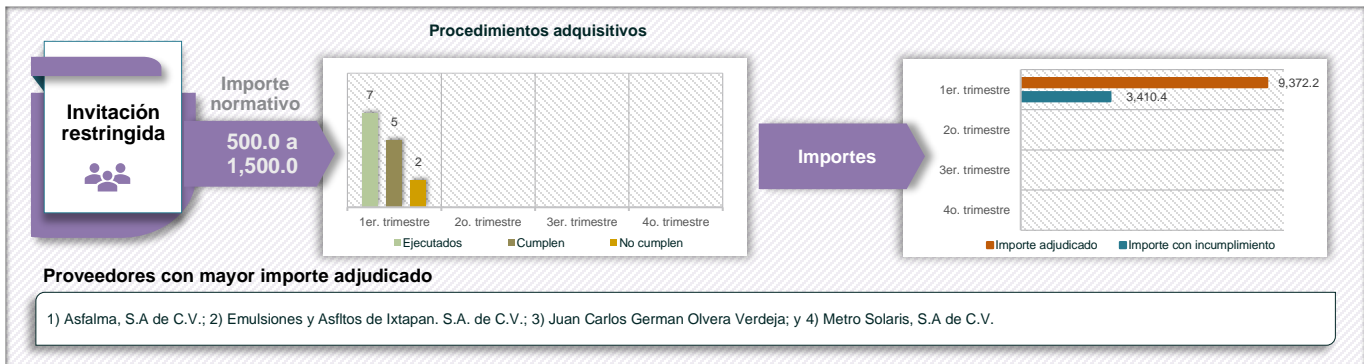 Procedimientos adquisitivos
Invitación
restringida
Importe
normativo
500.0 a
1,500.0
7
5
2
1er. trimestre
2o. trimestre
3er. trimestre
4o. trimestre
Ejecutados
Cumplen
No cumplen
Importes
1er. trimestre
9,372.2
3,410.4
2o. trimestre
3er. trimestre
4o. trimestre
Importe adjudicado
Importe con incumplimiento
Proveedores con mayor importe adjudicado
1) Asfalma, S.A de C.V.; 2) Emulsiones y Asfltos de Ixtapan. S.A. de C.V.; 3) Juan Carlos German Olvera Verdeja; y 4) Metro Solaris, S.A de C.V.